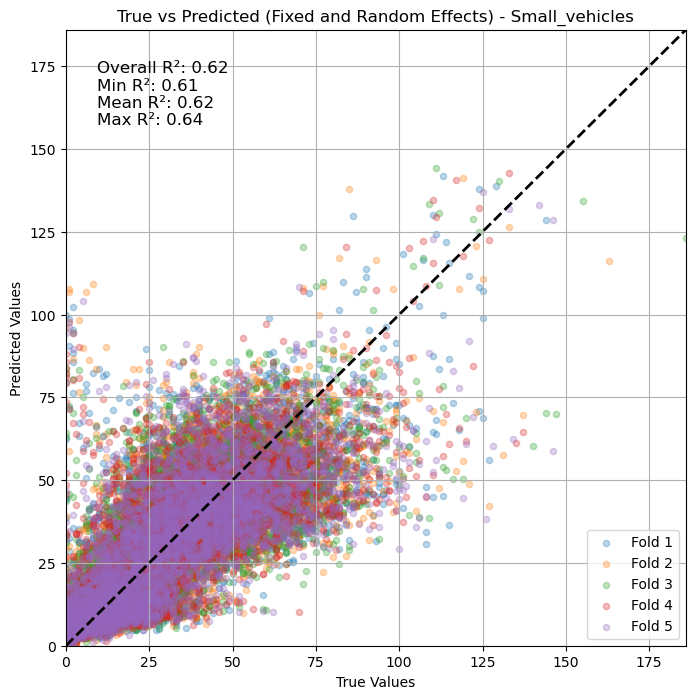 True vs Predicted (Fixed and Random Effects) - Small_vehicles
Overall R²: 0.62
Min R²: 0.61
Mean R²: 0.62
Max R²: 0.64
175
150
125
100
75
50
25
0
Predicted Values
0 25 50 75 100 125 150 175
True Values
Fold 1
Fold 2
Fold 3
Fold 4
Fold 5